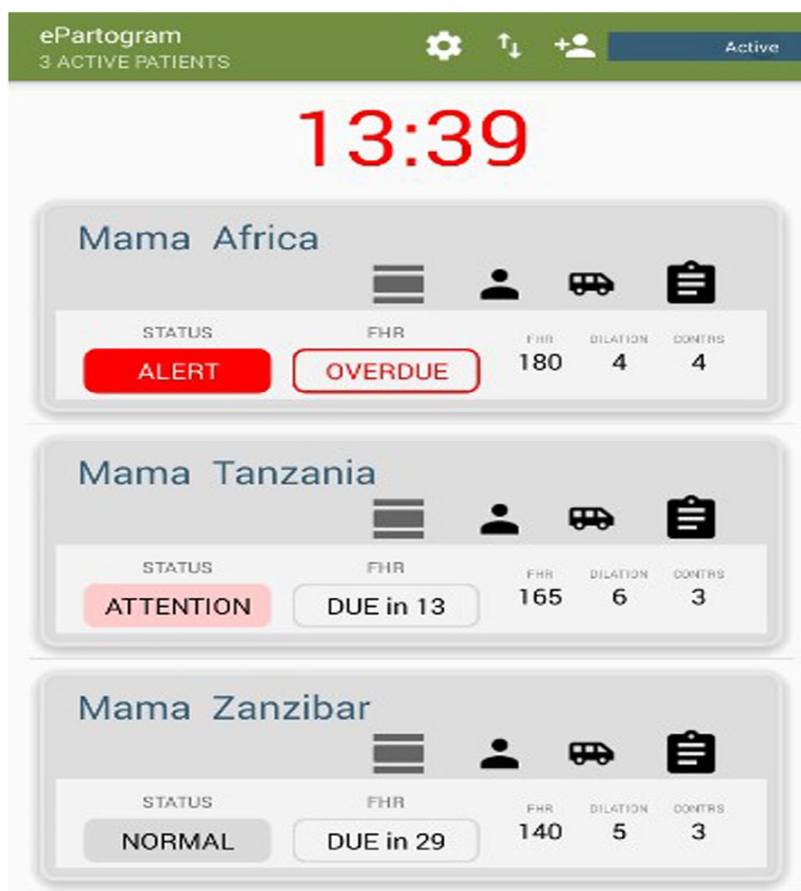 ePartogram
3 ACTIVE PATIENTS
Active
13:39
Mama Africa
STATUS FHR FHR DILATION CONTRS
ALERT OVERDUE 180 4 4
Mama Tanzania
STATUS FHR FHR DILATION CONTRS
ATTENTION DUE in 13 165 6 3
Mama Zanzibar
STATUS FHR FHR DILATION CONTRS
NORMAL DUE in 29 140 5 3